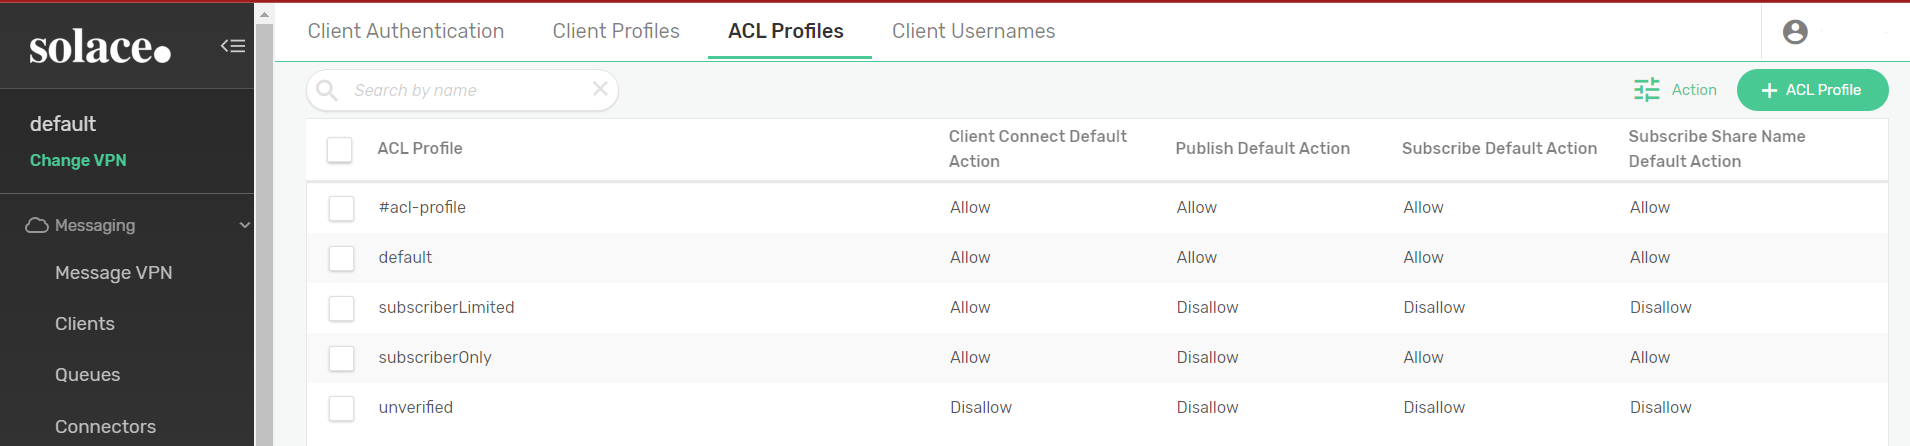 solace.
default
Change VPN
Messaging
Message VPN
Clients
Queues
Connectors
Client Authentication Client Profiles ACL Profiles Client Usernames
Search by name
Action
ACL Profile
ACL Profile Client Connect Default Action Publish Default Action Subscribe Default Action Subscribe Share Name Default Action
#acl-profile Allow Allow Allow Allow
default Allow Allow Allow Allow
subscriberLimited Allow Disallow Disallow Disallow
subscriberOnly Allow Disallow Allow Allow
unverified Disallow Disallow Disallow Disallow